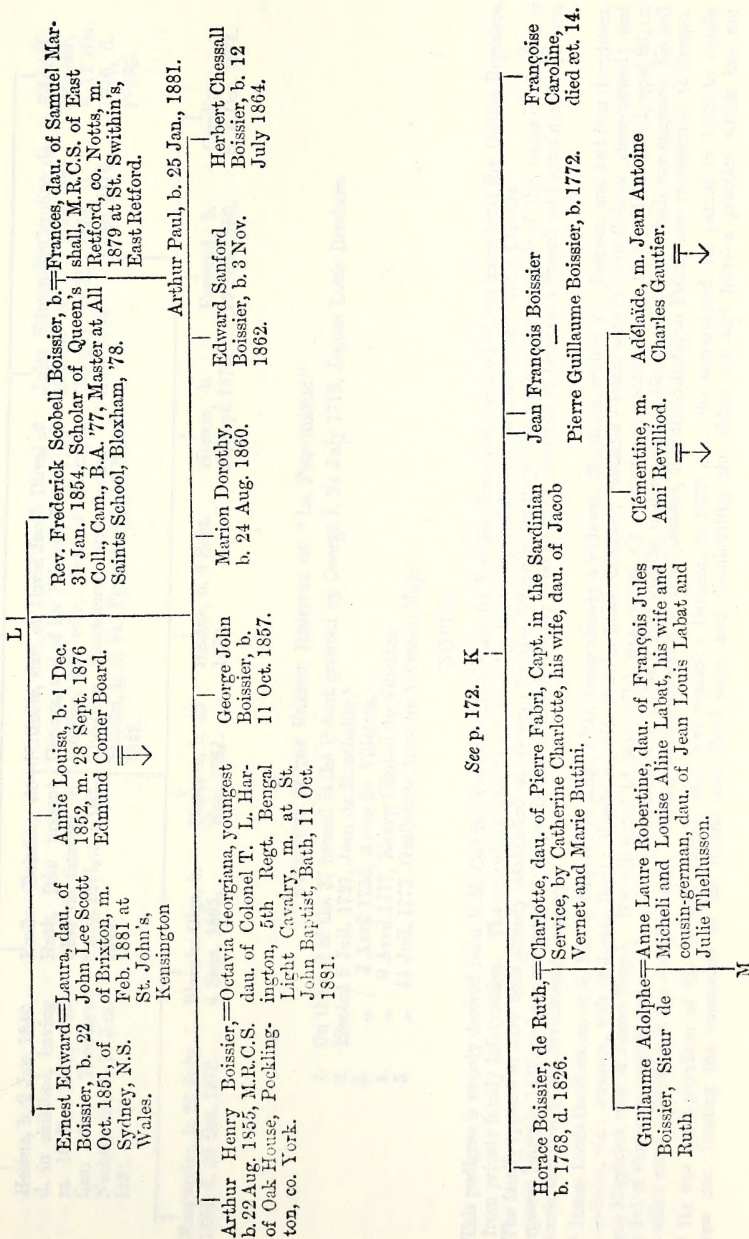 L
Ernest Edward=Laura, dau. of
Boissier, b. 22 John Lee Scott
Oct. 1851, of of Brixton, m.
Sydney, N.S. Feb. 1881 at
Wales. St. John's,
Kensington
Annie Louisa, b. 1 Dec.
1852, m. 28 Sept. 1876
Edmund Comer Board.
Rev. Frederick Scobell Boissier, b.=Frances, dau. of Samuel Mar-
31 Jan. 1854, Scholar of Queen's shall, M.R.C.S. of East
Coll., Cam., B.A. '77, Master at All Retford, co. Notts, m.
Saints School, Bloxham, '78. 1879 at St. Swithin's,
East Retford.
Arthur Paul, b. 25 Jan., 1881.
Arthur Henry Boissier,=Octavia Georgiana, youngest
b. 22 Aug. 1855, M.R.C.S. dau. of Colonel T. L. Har-
of Oak House, Pockling- ington, 5th Regt. Bengal
ton, co. York. Light Cavalry, m. at St.
John Baptist, Bath, 11 Oct.
1881.
George John
Boissier, b.
11 Oct. 1857.
Marion Dorothy,
b. 24 Aug. 1860.
Edward Sanford
Boissier, b. 3 Nov.
1862.
Herbert Chessall
Boissier, b. 12
July 1864.
See p. 172. K
Horace Boissier, de Ruth,=Charlotte, dau. of Pierre Fabri, Capt. in the Sardinian
b. 1768, d. 1826. Service, by Catherine Charlotte, his wife, dau. of Jacob
Vernet and Marie Butini.
Jean François Boissier
—
Pierre Guillaume Boissier, b. 1772.
Françoise
Caroline,
died æt. 14.
Guillaume Adolphe=Anne Laure Robertine, dau. of François Jules
Boissier, Sieur de Micheli and Louise Aline Labat, his wife and
Ruth cousin-german, dau. of Jean Louis Labat and
Julie Thellusson.
Clémentine, m.
Ami Revilliod.
Adélaïde, m. Jean Antoine
Charles Gautier.
M